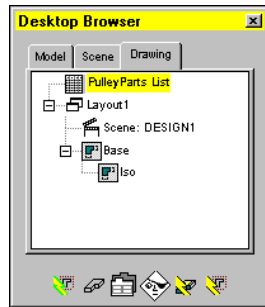 Desktop Browser
Model Scene Drawing
PulleyParts List
Layout1
Scene: DESIGN1
Base
Iso